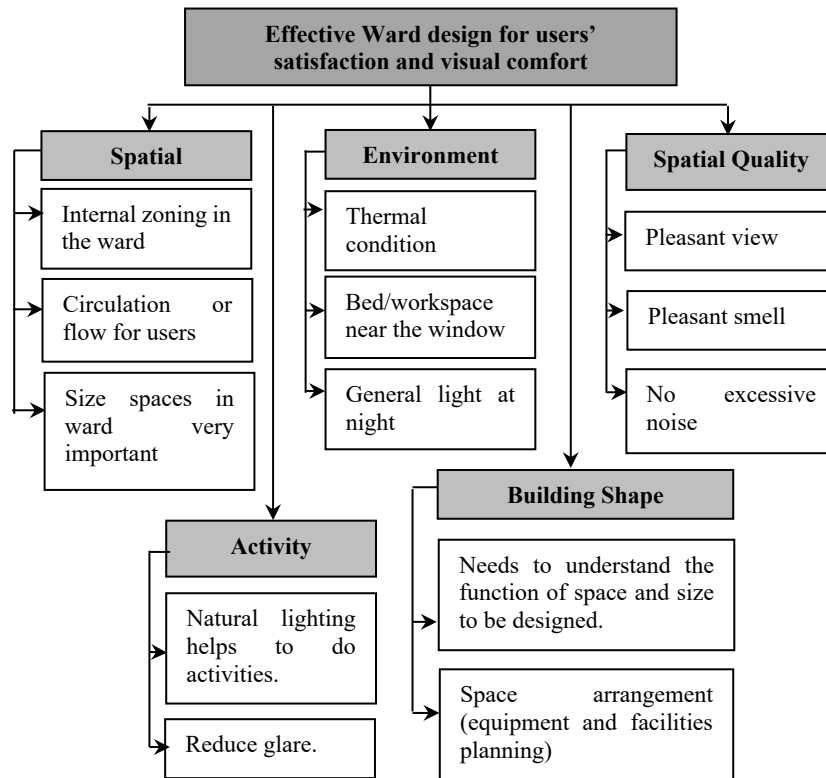 Effective Ward design for users’
satisfaction and visual comfort
Spatial
Internal zoning in
the ward
Circulation or
flow for users
Size spaces in
ward very
important
Environment
Thermal
condition
Bed/workspace
near the window
General light at
night
Spatial Quality
Pleasant view
Pleasant smell
No excessive
noise
Activity
Natural lighting
helps to do
activities.
Reduce glare.
Building Shape
Needs to understand the
function of space and size
to be designed.
Space arrangement
(equipment and facilities
planning)